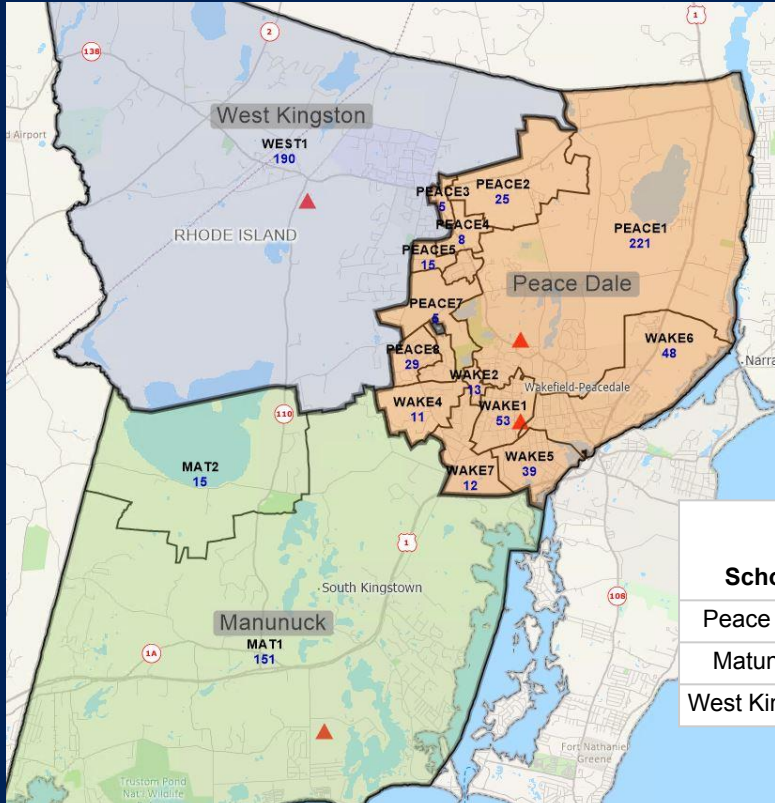 1
2
138
d Airport
West Kingston
WEST1
190
RHODE ISLAND
PEACE3
5
PEACE2
25
PEACE4
8
PEACE1
221
PEACE5
15
Peace Dale
PEACE7
5
PEACE8
29
WAKE6
48
Narra
WAKE2
13
Wakefield-Peacedale
WAKE4
11
WAKE1
53
110
MAT2
15
WAKE7
12
WAKE5
39
1
South Kingstown
108
Manunuck
MAT1
151
1A
Fort Nathaniel
Greene
Trustom Pond
Nat'l Wildlife
Scho
Peace
Matun
West Kin